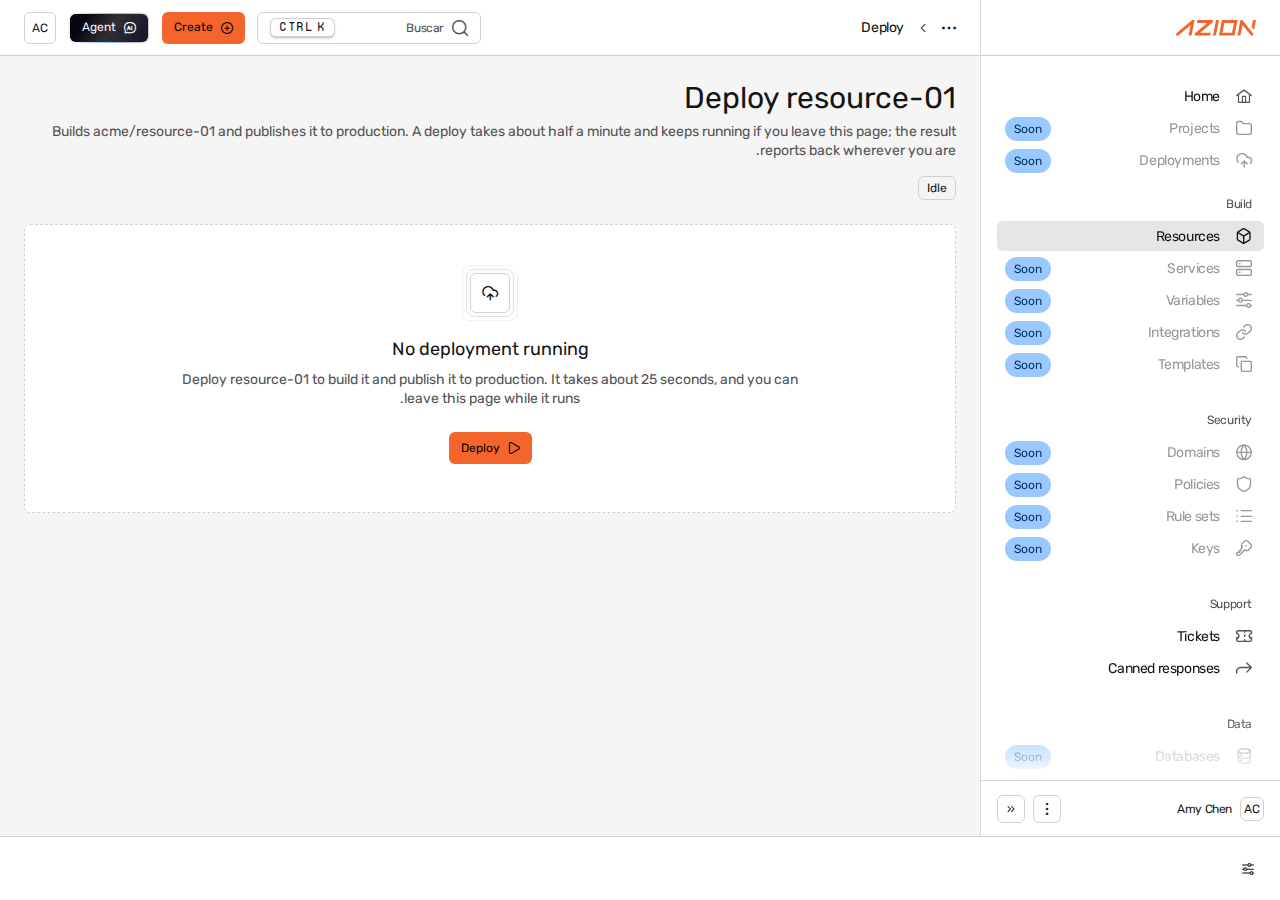 AZION
Deploy
Buscar
CTRL K
Create
Agent
AC
Home
Projects
Soon
Deployments
Soon
Build
Resources
Services
Soon
Variables
Soon
Integrations
Soon
Templates
Soon
Security
Domains
Soon
Policies
Soon
Rule sets
Soon
Keys
Soon
Support
Tickets
Canned responses
Data
Databases
Soon
AC
Amy Chen
Deploy resource-01
Builds acme/resource-01 and publishes it to production. A deploy takes about half a minute and keeps running if you leave this page; the result
.reports back wherever you are
Idle
No deployment running
Deploy resource-01 to build it and publish it to production. It takes about 25 seconds, and you can
.leave this page while it runs
Deploy